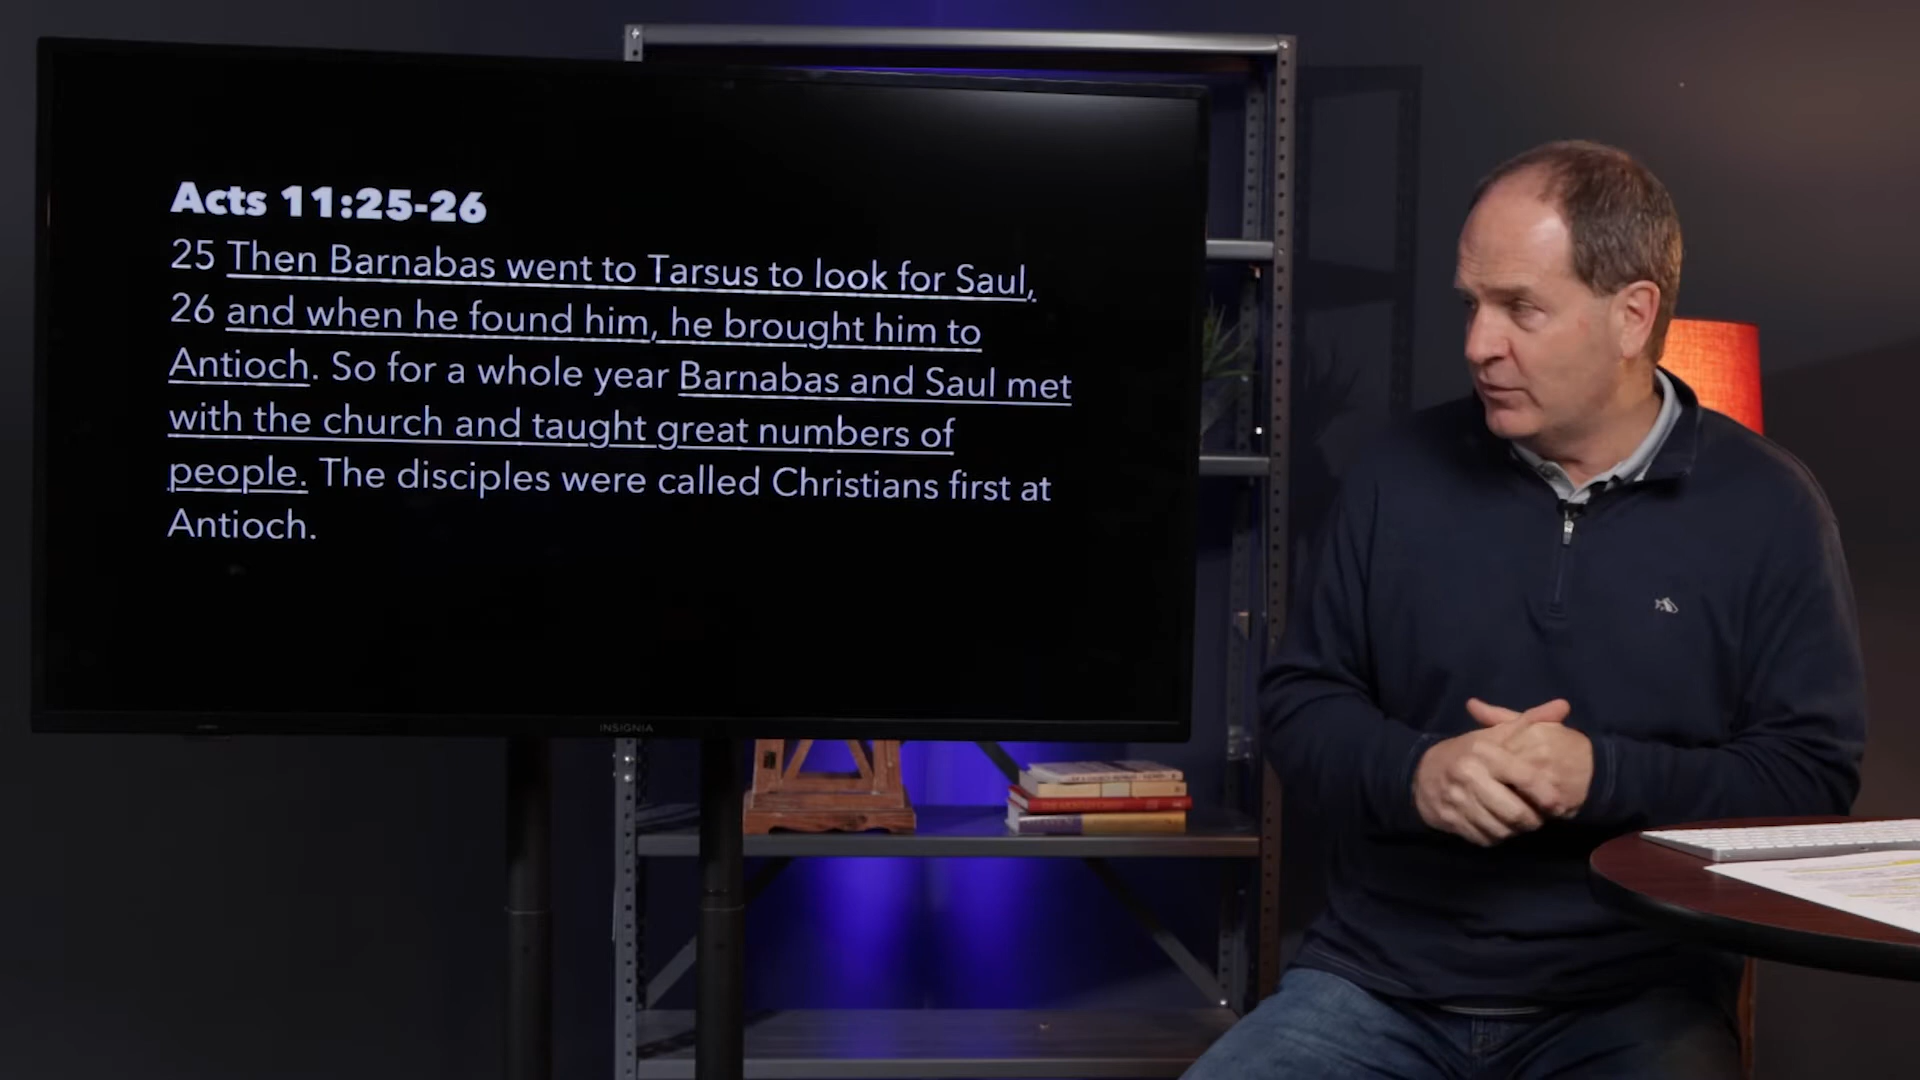 Acts 11:25-26
25 Then Barnabas went to Tarsus to look for Saul,
26 and when he found him, he brought him to
Antioch. So for a whole year Barnabas and Saul met
with the church and taught great numbers of
people. The disciples were called Christians first at
Antioch.
INSIGNIA